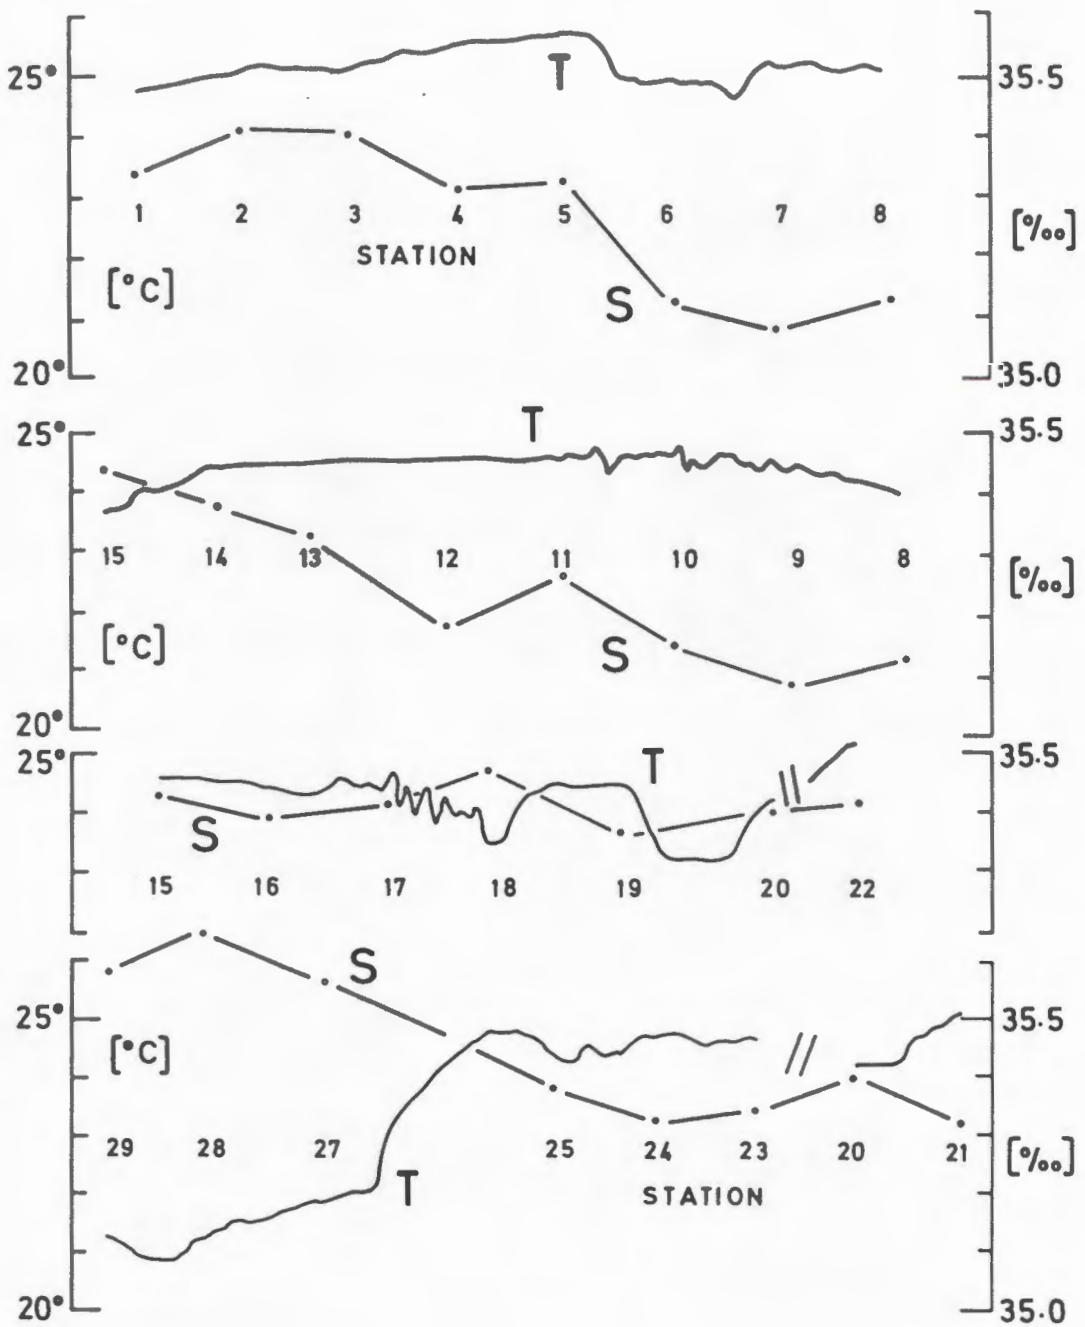 25° T 35.5
1 2 3 4 5 6 7 8
STATION [‰]
[°C] S
20° 35.0
25° T 35.5
15 14 13 12 11 10 9 8
[‰]
[°C] S
20°
25° T 35.5
S
15 16 17 18 19 20 22
S
25° 35.5
[°C]
29 28 27 25 24 23 20 21
[‰]
T STATION
20° 35.0